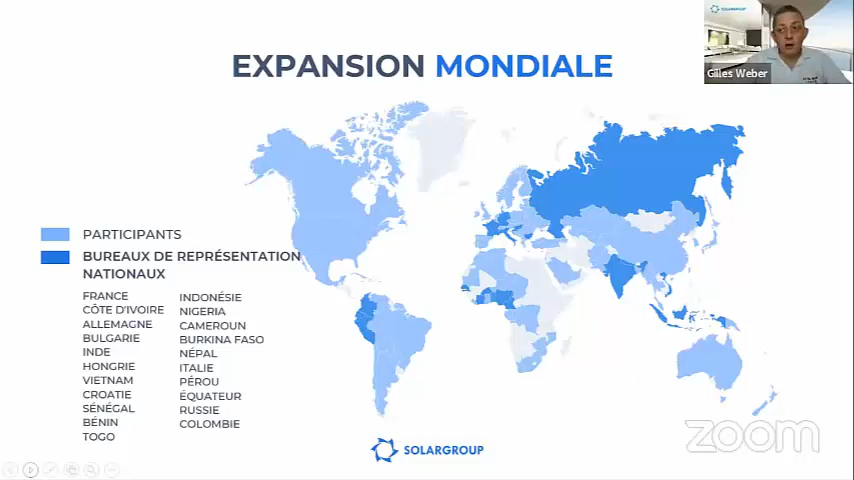 SOLARGROUP
Gilles Weber
EXPANSION MONDIALE
PARTICIPANTS
BUREAUX DE REPRÉSENTATION
NATIONAUX
FRANCE
CÔTE D'IVOIRE
ALLEMAGNE
BULGARIE
INDE
HONGRIE
VIETNAM
CROATIE
SÉNÉGAL
BÉNIN
TOGO
INDONÉSIE
NIGERIA
CAMEROUN
BURKINA FASO
NÉPAL
ITALIE
PÉROU
ÉQUATEUR
RUSSIE
COLOMBIE
SOLARGROUP
zoom